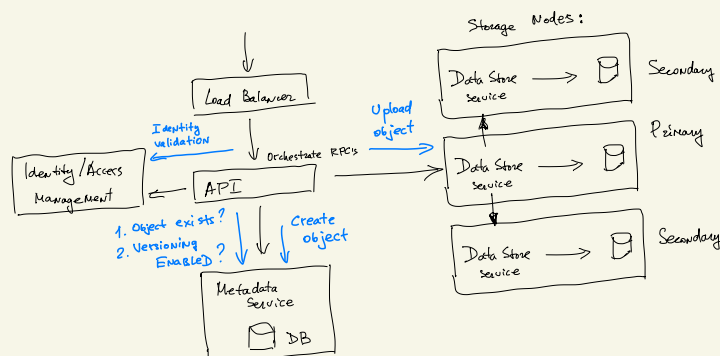 Storage Nodes:
Data Store
service
Secondary
Load Balancer
Upload
object
Identity
validation
Primary
Orchestrate RPC's
Identity/Access
Management
API
Data Store
service
1. Object exists?
2. Versioning
EnableD?
Create
object
Data Store
service
Secondary
Metadata
Service
DB